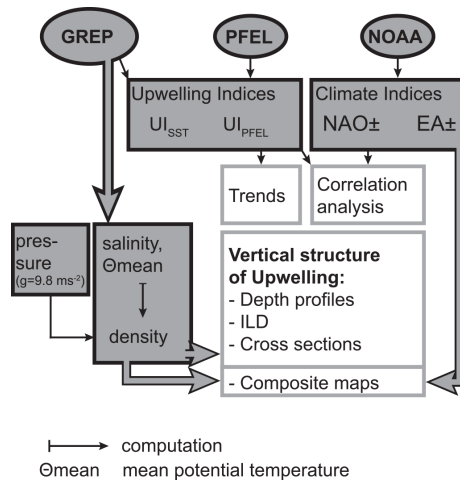 GREP
PFEL
NOAA
Upwelling Indices
UISST UIPFEL
Climate Indices
NAO± EA±
Trends
Correlation
analysis
pres-
sure
(g=9.8 ms-2)
salinity,
Θmean
density
Vertical structure
of Upwelling:
- Depth profiles
- ILD
- Cross sections
- Composite maps
computation
Θmean mean potential temperature